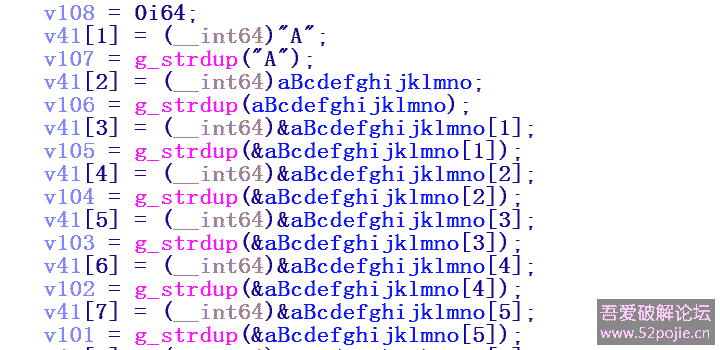 v108 = 0i64;
v41[1] = (__int64)"A";
v107 = g_strdup("A");
v41[2] = (__int64)aBcdefghijklmno;
v106 = g_strdup(aBcdefghijklmno);
v41[3] = (__int64)&aBcdefghijklmno[1];
v105 = g_strdup(&aBcdefghijklmno[1]);
v41[4] = (__int64)&aBcdefghijklmno[2];
v104 = g_strdup(&aBcdefghijklmno[2]);
v41[5] = (__int64)&aBcdefghijklmno[3];
v103 = g_strdup(&aBcdefghijklmno[3]);
v41[6] = (__int64)&aBcdefghijklmno[4];
v102 = g_strdup(&aBcdefghijklmno[4]);
v41[7] = (__int64)&aBcdefghijklmno[5];
v101 = g_strdup(&aBcdefghijklmno[5]);
吾爱破解论坛
www.52pojie.cn